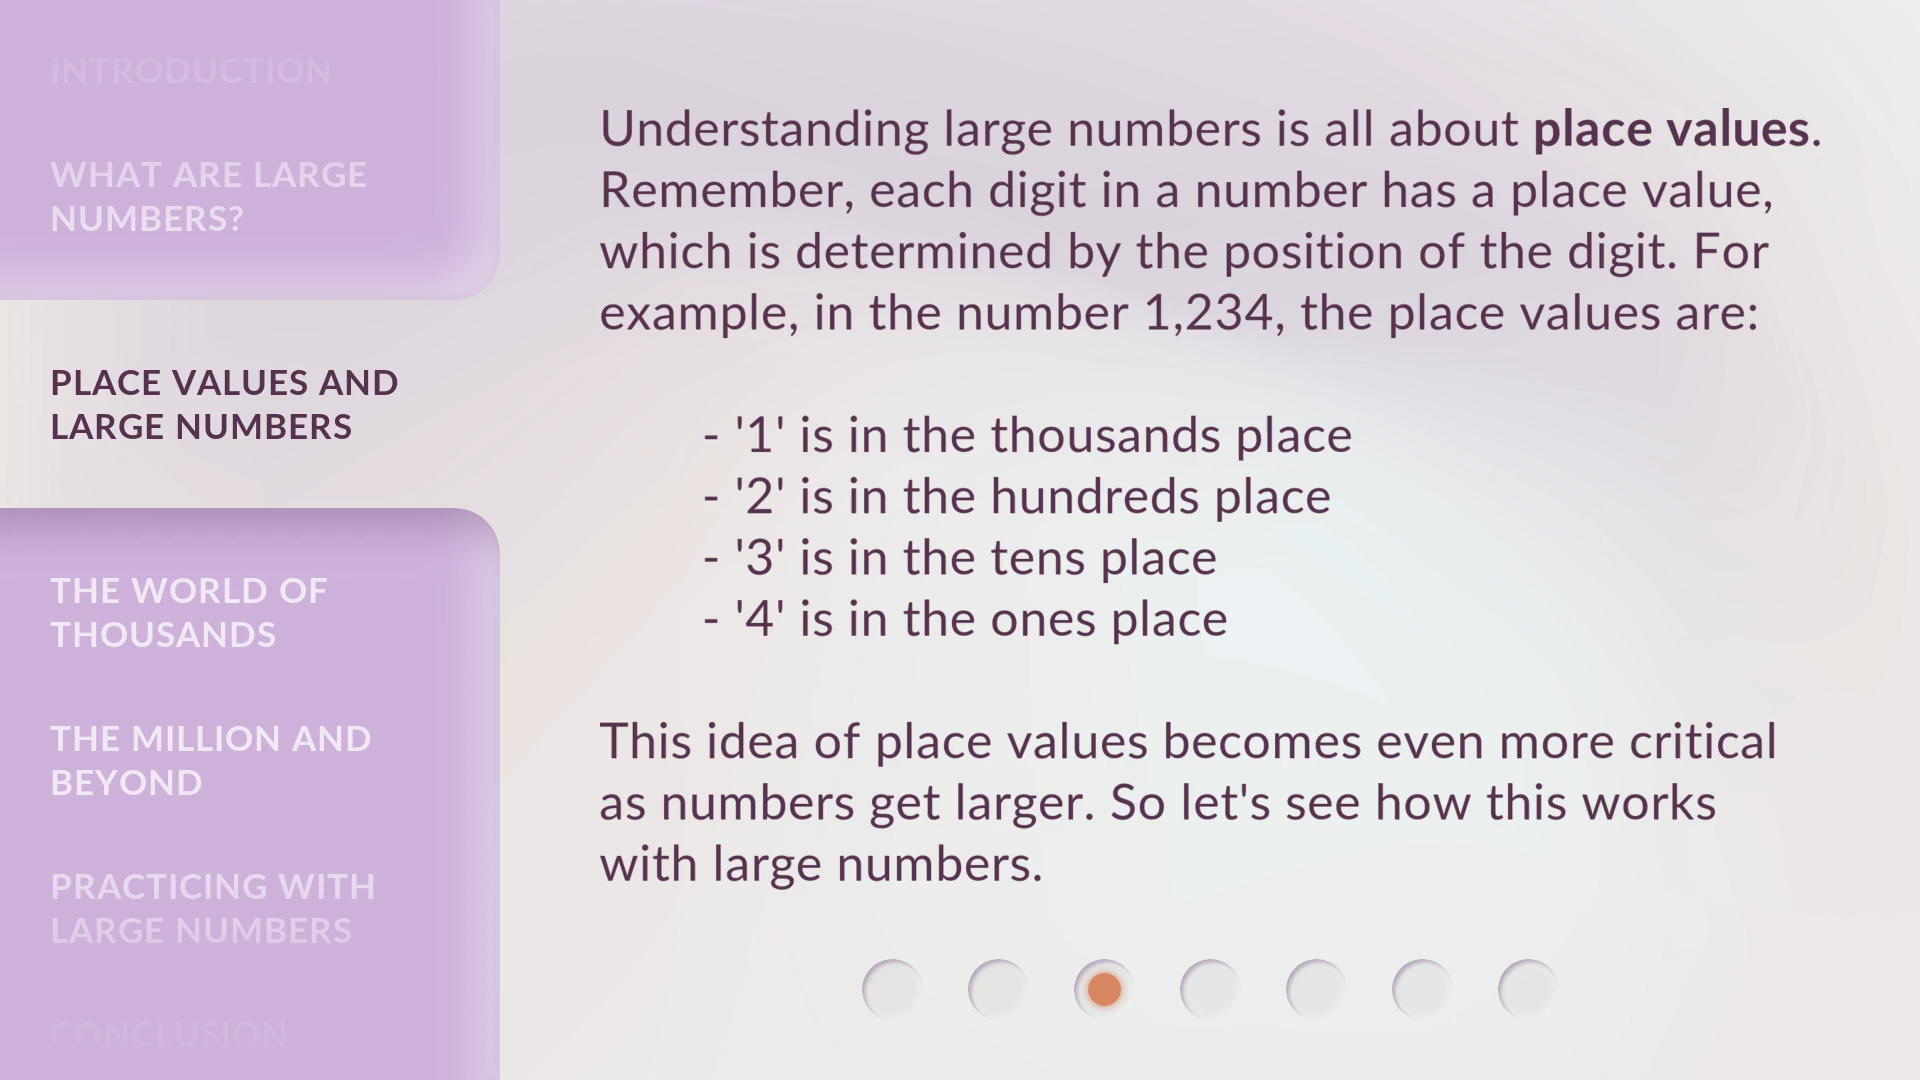 INTRODUCTION
WHAT ARE LARGE
NUMBERS?
PLACE VALUES AND
LARGE NUMBERS
THE WORLD OF
THOUSANDS
THE MILLION AND
BEYOND
PRACTICING WITH
LARGE NUMBERS
CONCLUSION
Understanding large numbers is all about place values.
Remember, each digit in a number has a place value,
which is determined by the position of the digit. For
example, in the number 1,234, the place values are:
- '1' is in the thousands place
- '2' is in the hundreds place
- '3' is in the tens place
- '4' is in the ones place
This idea of place values becomes even more critical
as numbers get larger. So let's see how this works
with large numbers.